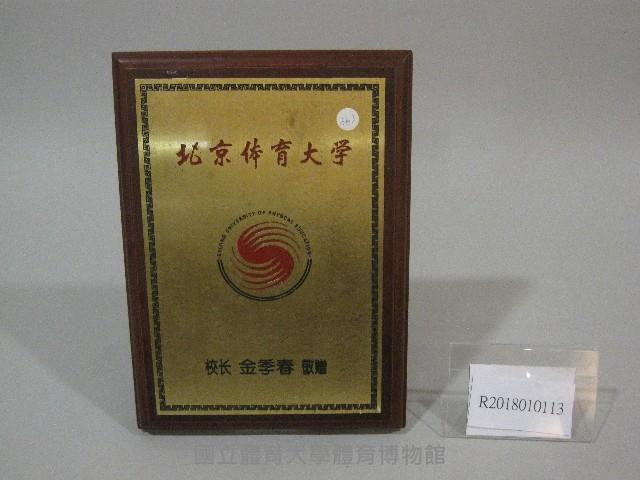 北京体育大学
BEIJING UNIVERSITY OF PHYSICAL EDUCATION
校长 金季春 敬赠
R2018010113
國立體育大學體育博物館